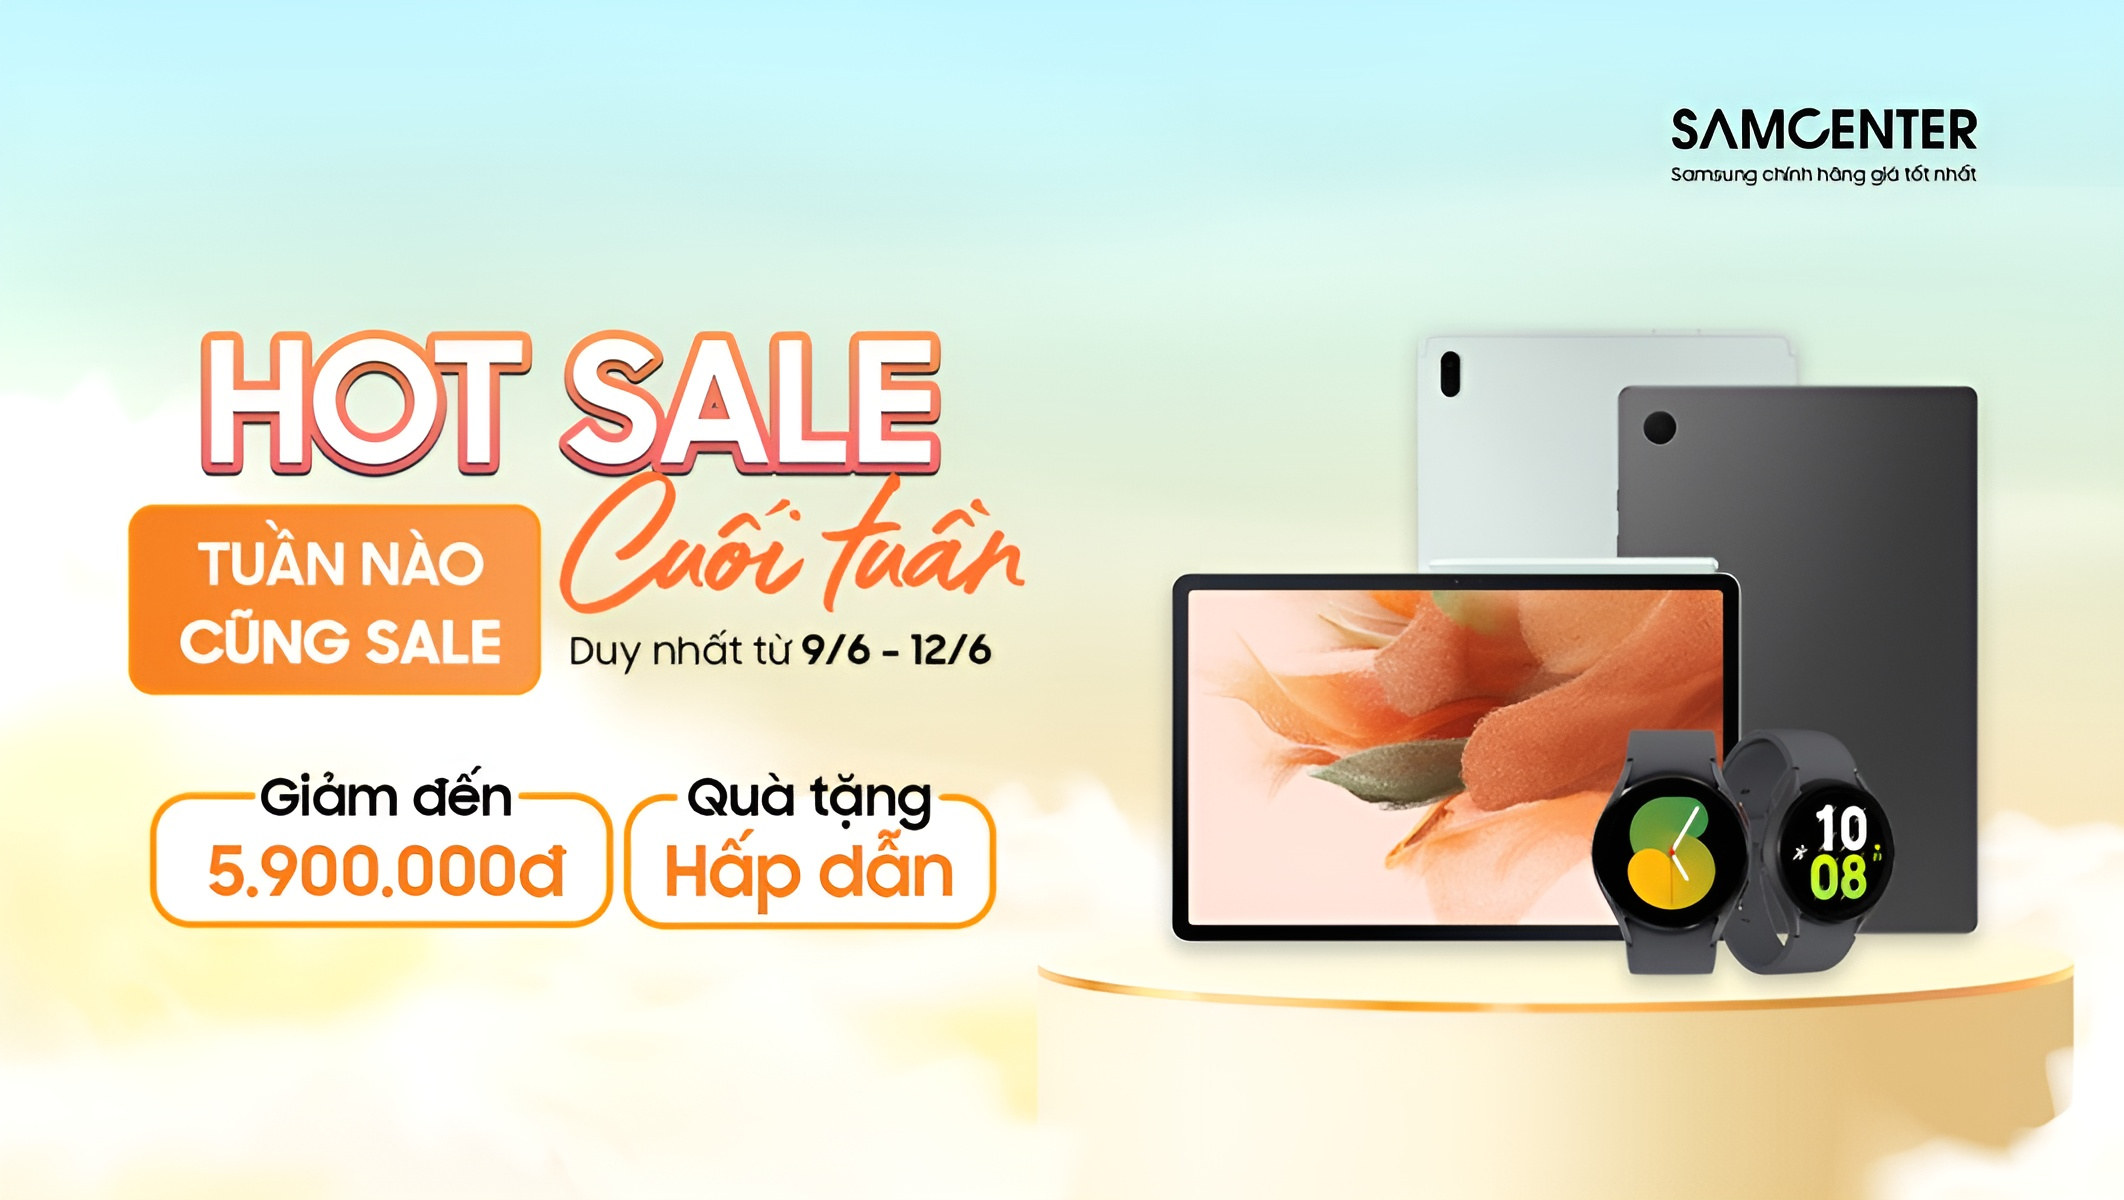 SAMCENTER
Samsung chính hãng giá tốt nhất
HOT SALE
Cuối tuần
TUẦN NÀO
CŨNG SALE
Duy nhất từ 9/6 - 12/6
Giảm đến
5.900.000đ
Quà tặng
Hấp dẫn
10
08